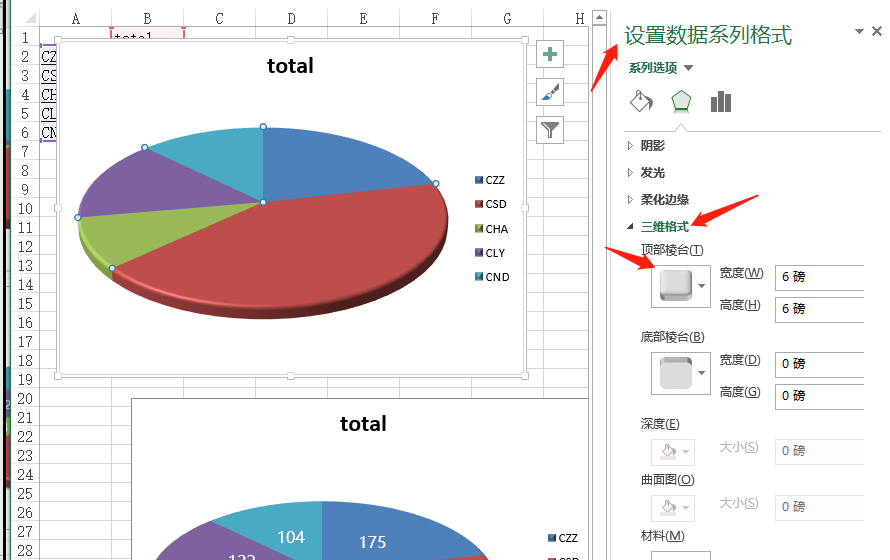 A B C D E F G H
1 total
2 CZ
3 CS
4 CH
5 CL
6 CN
7
8
9
10
11
12
13
14
15
16
17
18
19
20
21
22
23
24
25
26
27
28
total
CZZ
CSD
CHA
CLY
CND
total
104
175
CZZ
设置数据系列格式
系列选项
阴影
发光
柔化边缘
三维格式
顶部棱台(T)
宽度(W) 6 磅
高度(H) 6 磅
底部棱台(B)
宽度(D) 0 磅
高度(G) 0 磅
深度(E)
大小(S) 0 磅
曲面图(O)
大小(S) 0 磅
材料(M)